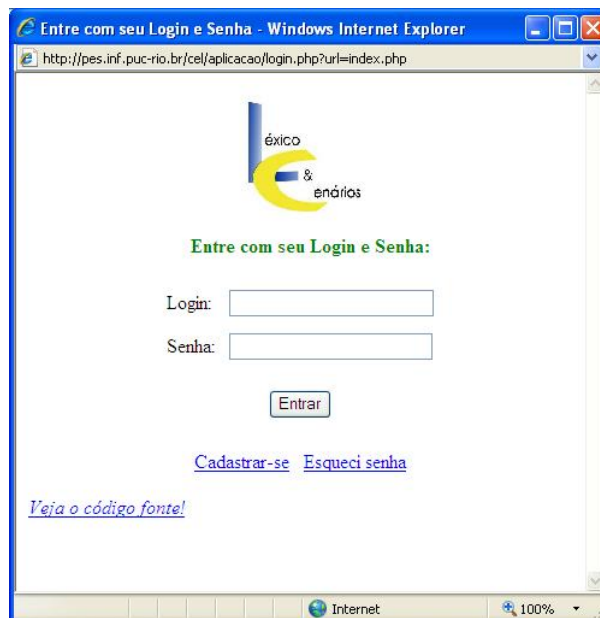 Entre com seu Login e Senha - Windows Internet Explorer
http://pes.inf.puc-rio.br/cel/aplicacao/login.php?url=index.php
éxico
&
enários
Entre com seu Login e Senha:
Login:
Senha:
Entrar
Cadastrar-se Esqueci senha
Veja o código fonte!
Internet 100%